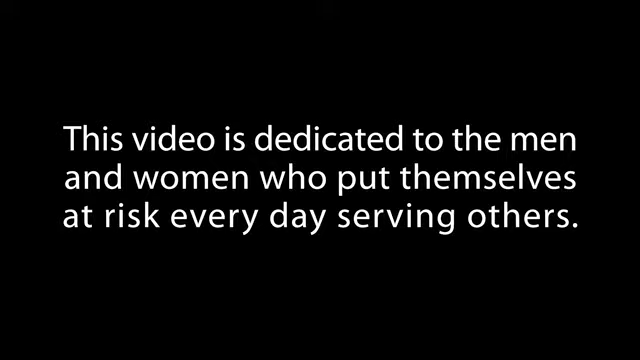 This video is dedicated to the men
and women who put themselves
at risk every day serving others.